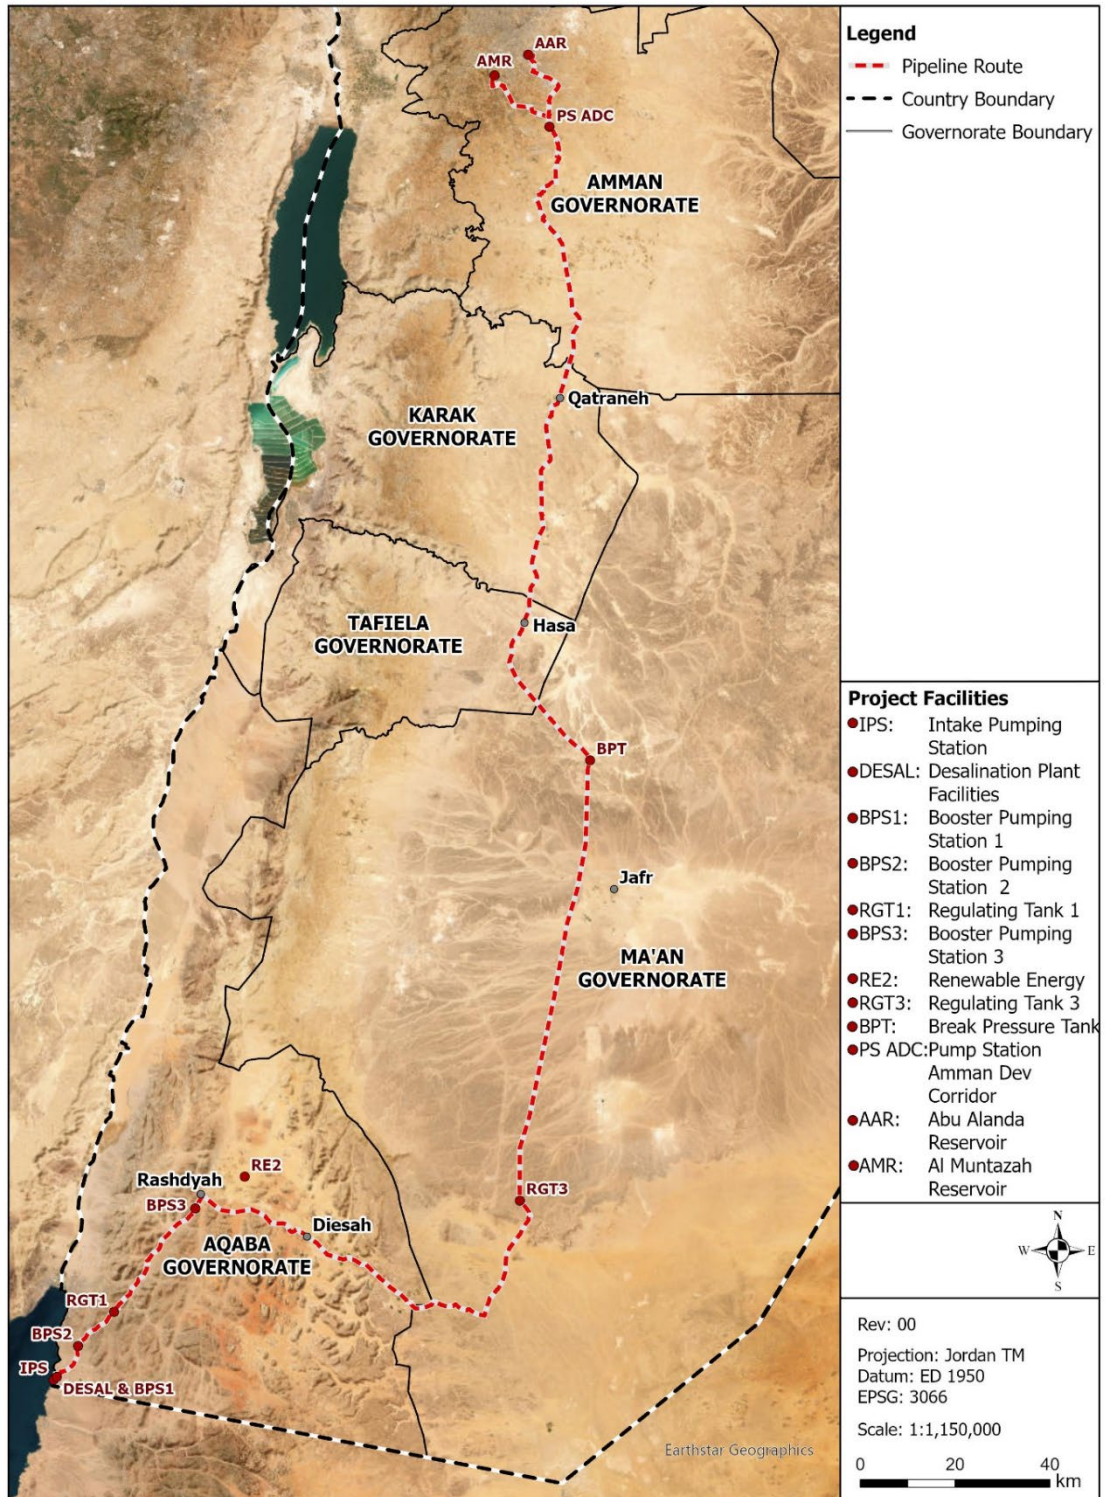 AAR
AMR
PS ADC
AMMAN
GOVERNORATE
Qatraneh
KARAK
GOVERNORATE
Hasa
TAFIELA
GOVERNORATE
BPT
Jafr
MA'AN
GOVERNORATE
RE2
Rashdyah
BPS3
RGT3
Diesah
AQABA
GOVERNORATE
RGT1
BPS2
IPS
DESAL & BPS1
Earthstar Geographics
Legend
Pipeline Route
Country Boundary
Governorate Boundary
Project Facilities
IPS: Intake Pumping
Station
DESAL: Desalination Plant
Facilities
BPS1: Booster Pumping
Station 1
BPS2: Booster Pumping
Station 2
RGT1: Regulating Tank 1
BPS3: Booster Pumping
Station 3
RE2: Renewable Energy
RGT3: Regulating Tank 3
BPT: Break Pressure Tank
PS ADC: Pump Station
Amman Dev
Corridor
AAR: Abu Alanda
Reservoir
AMR: Al Muntazah
Reservoir
N
W E
S
Rev: 00
Projection: Jordan TM
Datum: ED 1950
EPSG: 3066
Scale: 1:1,150,000
0 20 40
km